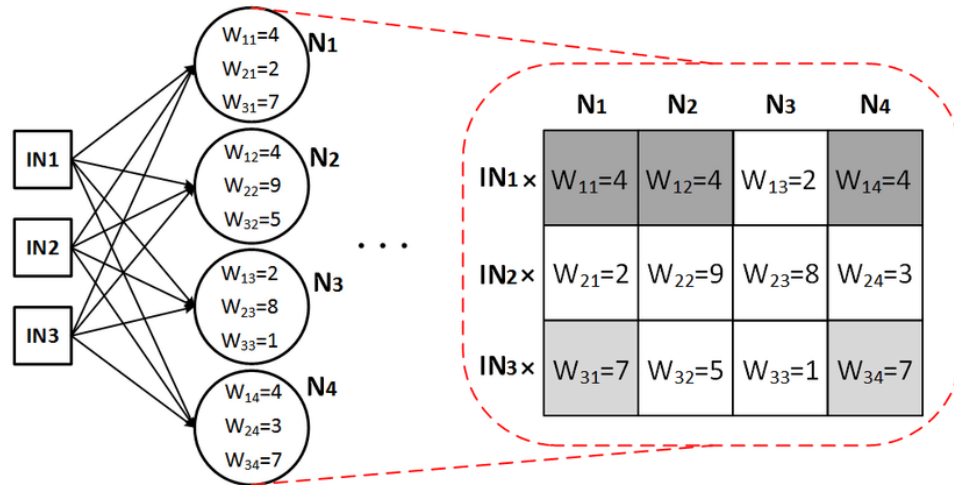 IN1
IN2
IN3
W11=4
W21=2
W31=7
N1
W12=4
W22=9
W32=5
N2
W13=2
W23=8
W33=1
N3
W14=4
W24=3
W34=7
N4
. . .
N1 N2 N3 N4
IN1× W11=4 W12=4 W13=2 W14=4
IN2× W21=2 W22=9 W23=8 W24=3
IN3× W31=7 W32=5 W33=1 W34=7